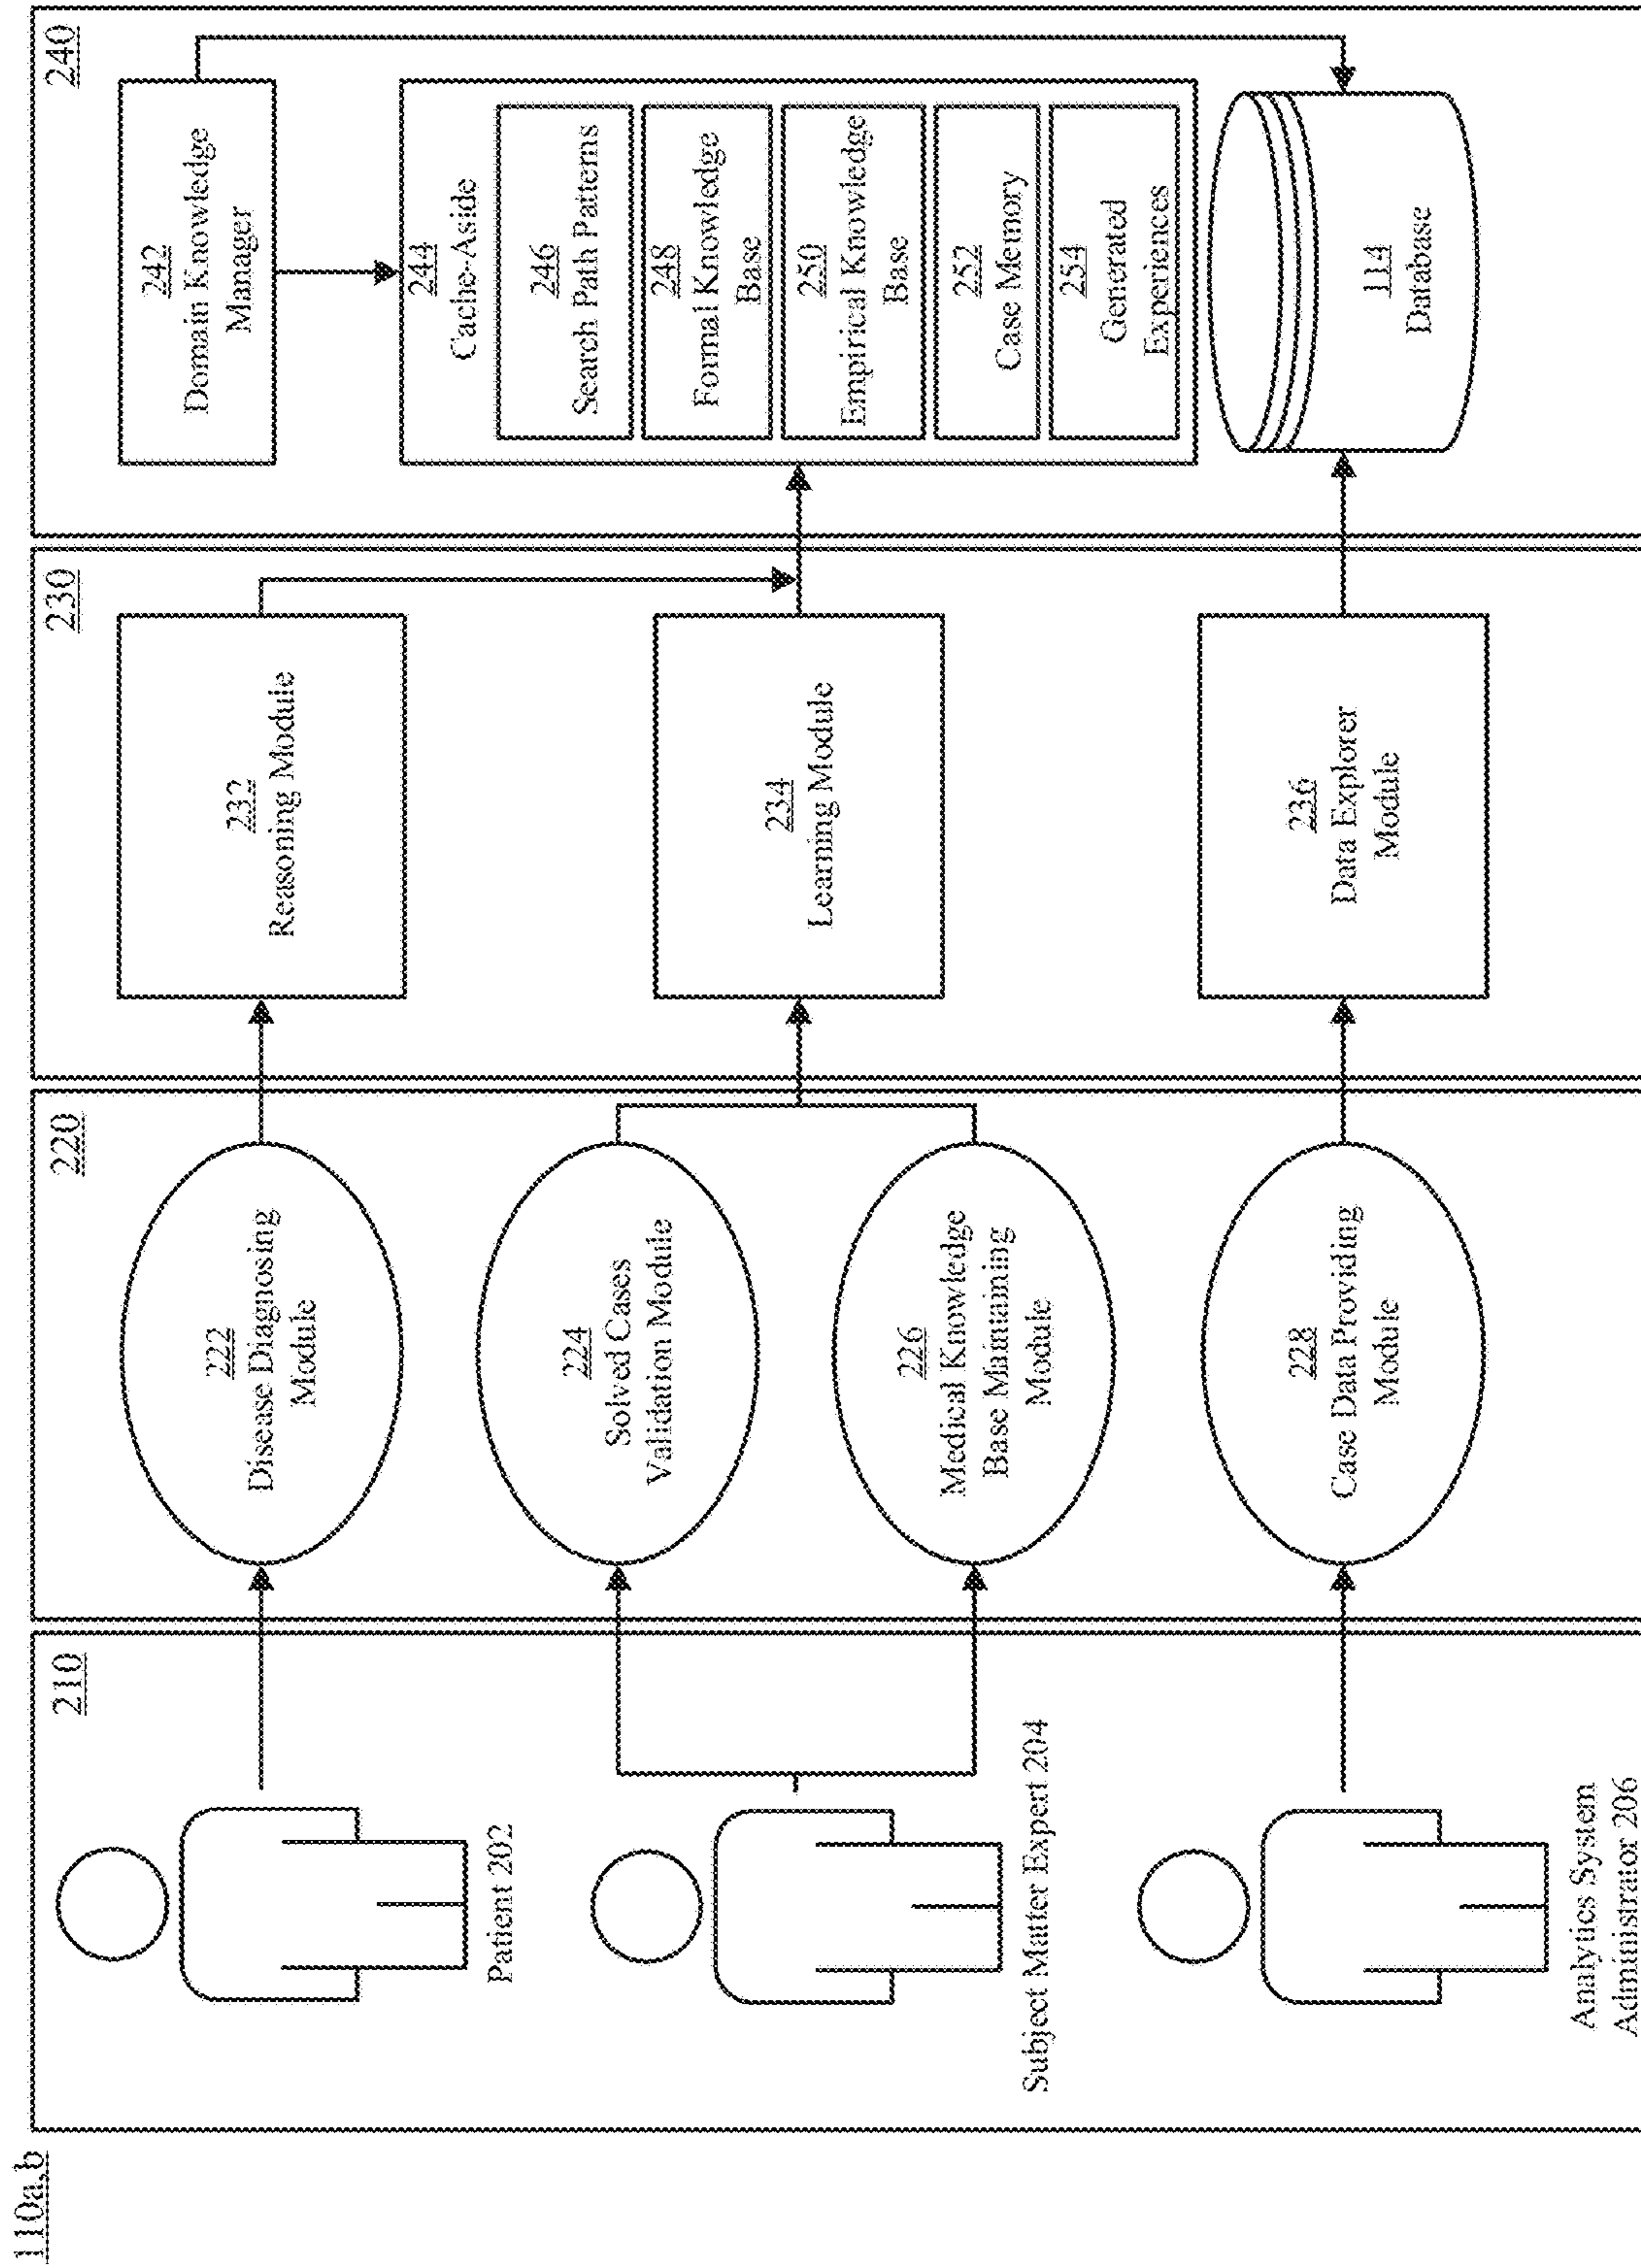 110a,b
210
Patient 202
Subject Matter Expert 204
Analytics System
Administrator 206
220
222
Disease Diagnosing
Module
224
Solved Cases
Validation Module
226
Medical Knowledge
Base Maintaining
Module
228
Case Data Providing
Module
230
232
Reasoning Module
234
Learning Module
236
Data Explorer
Module
240
242
Domain Knowledge
Manager
244
Cache-Aside
246
Search Path Patterns
248
Formal Knowledge
Base
250
Empirical Knowledge
Base
252
Case Memory
254
Generated
Experiences
114
Database